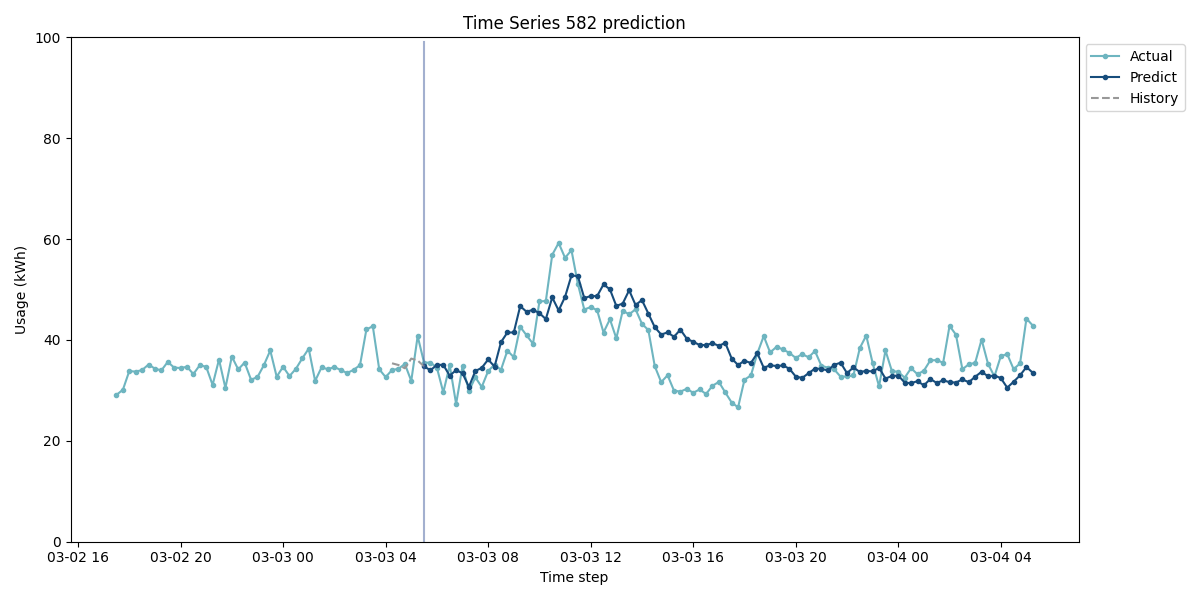 Time Series 582 prediction
100
80
60
40
20
0
Usage (kWh)
03-02 16 03-02 20 03-03 00 03-03 04 03-03 08 03-03 12 03-03 16 03-03 20 03-04 00 03-04 04
Time step
Actual
Predict
History